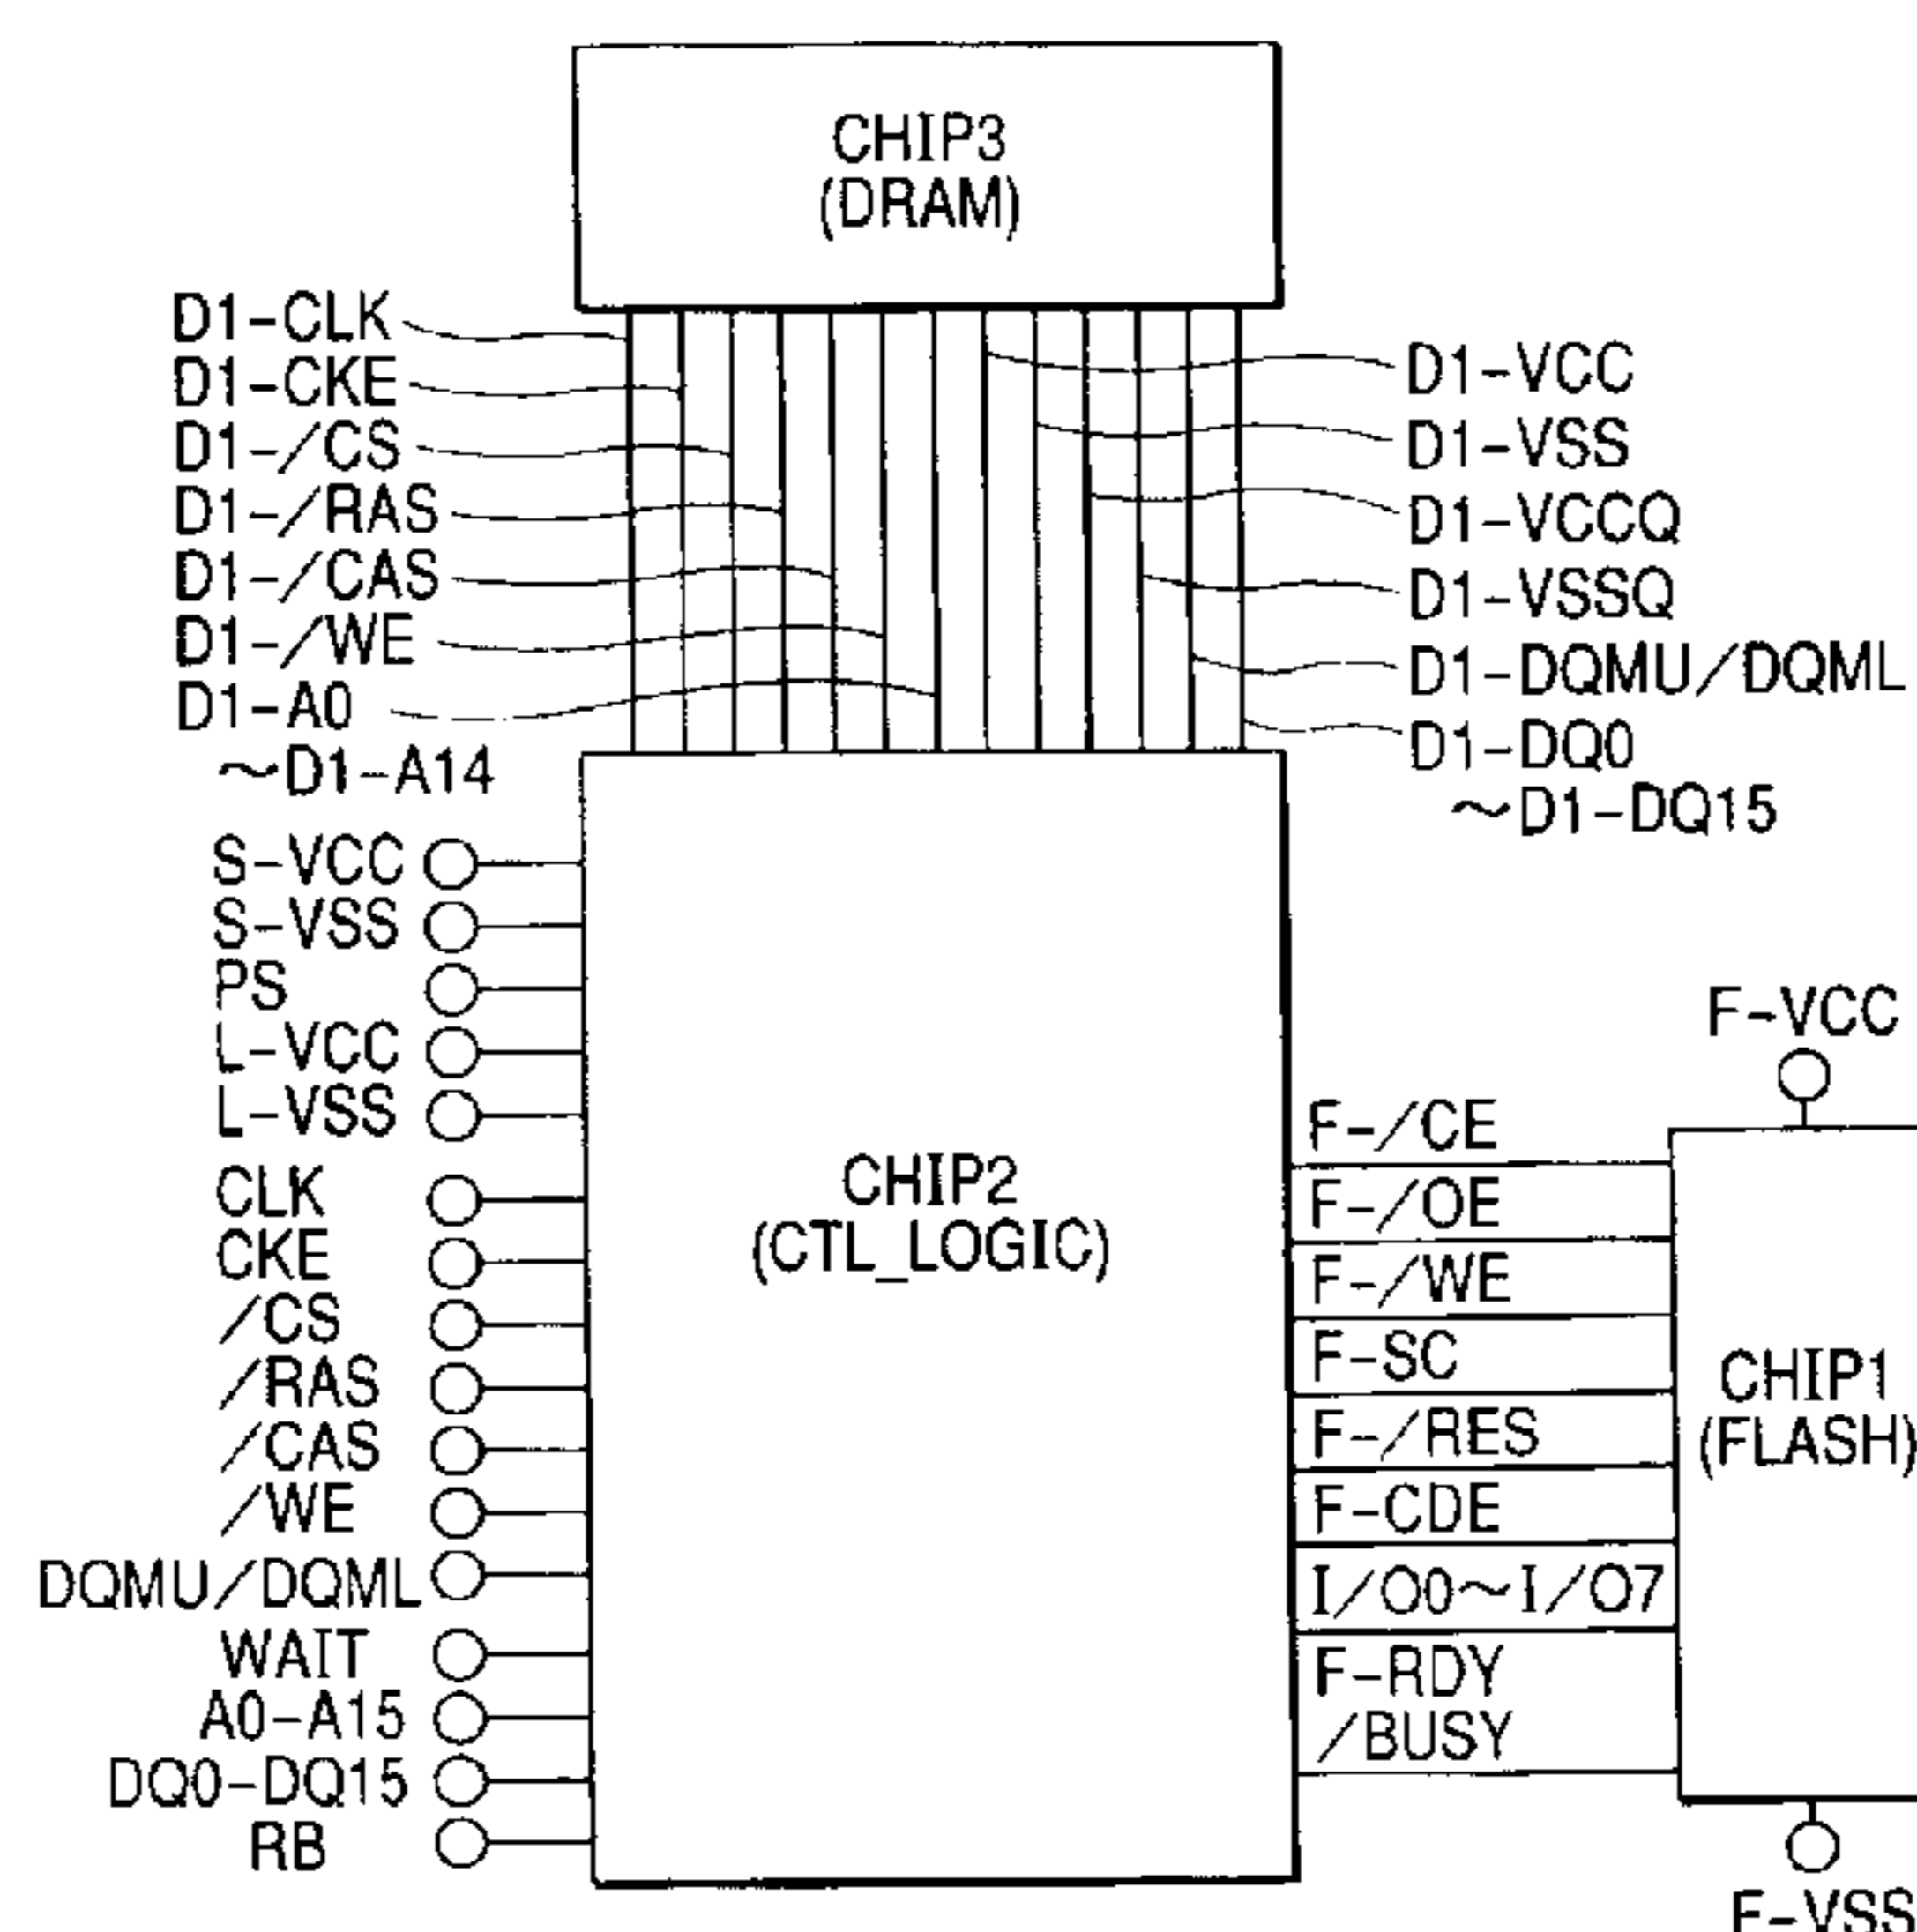 CHIP3
(DRAM)
D1-CLK
D1-CKE
D1-/CS
D1-/RAS
D1-/CAS
D1-/WE
D1-A0
~D1-A14
D1-VCC
D1-VSS
D1-VCCQ
D1-VSSQ
D1-DQMU/DQML
D1-DQ0
~D1-DQ15
S-VCC
S-VSS
PS
L-VCC
L-VSS
CLK
CKE
/CS
/RAS
/CAS
/WE
DQMU/DQML
WAIT
A0-A15
DQ0-DQ15
RB
CHIP2
(CTL_LOGIC)
F-/CE
F-/OE
F-/WE
F-SC
F-/RES
F-CDE
I/O0~I/O7
F-RDY
/BUSY
F-VCC
CHIP1
(FLASH)
F-VSS